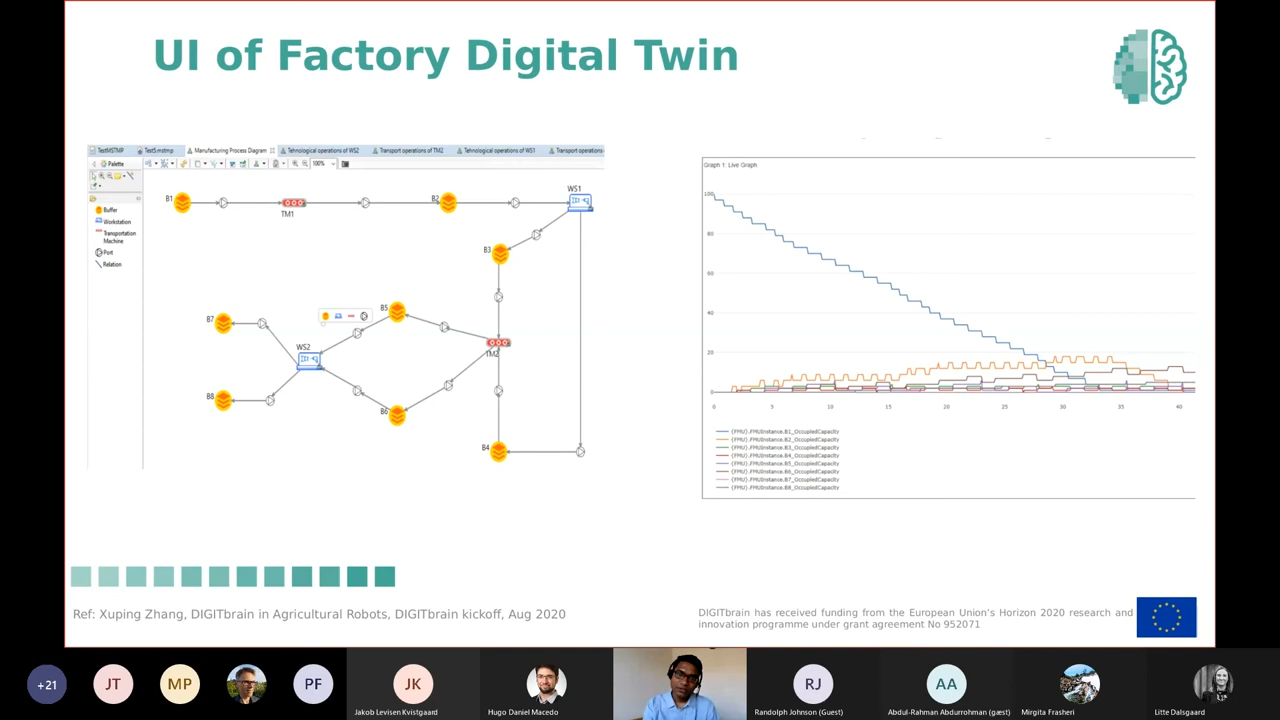 UI of Factory Digital Twin
TestMSTMP
Test5.mstmp
Manufacturing Process Diagram
Tehnological operations of WS2
Transport operations of TM2
Tehnological operations of WS1
Transport operations
Palette
100%
Buffer
Workstation
Transportation
Machine
Port
Relation
B1
TM1
B2
WS1
B3
B5
B7
WS2
TM2
B8
B6
B4
Graph 1: Live Graph
100
80
60
40
20
0
0 5 10 15 20 25 30 35 40
{FMU}.FMUInstance.B1_OccupiedCapacity
{FMU}.FMUInstance.B2_OccupiedCapacity
{FMU}.FMUInstance.B3_OccupiedCapacity
{FMU}.FMUInstance.B4_OccupiedCapacity
{FMU}.FMUInstance.B5_OccupiedCapacity
{FMU}.FMUInstance.B6_OccupiedCapacity
{FMU}.FMUInstance.B7_OccupiedCapacity
{FMU}.FMUInstance.B8_OccupiedCapacity
Ref: Xuping Zhang, DIGITbrain in Agricultural Robots, DIGITbrain kickoff, Aug 2020
DIGITbrain has received funding from the European Union's Horizon 2020 research and
innovation programme under grant agreement No 952071
+21
JT
MP
PF
JK
RJ
AA
Jakob Levisen Kvistgaard
Hugo Daniel Macedo
Randolph Johnson (Guest)
Abdul-Rahman Abdurrohman (gæst)
Mirgita Frasheri
Litte Dalsgaard